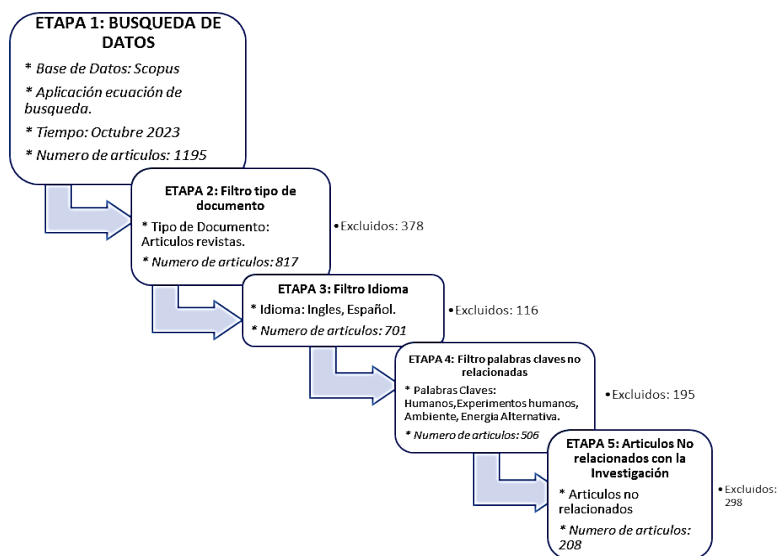 ETAPA 1: BUSQUEDA DE
DATOS
* Base de Datos: Scopus
* Aplicación ecuación de
busqueda.
* Tiempo: Octubre 2023
* Numero de articulos: 1195
ETAPA 2: Filtro tipo de
documento
* Tipo de Documento:
Articulos revistas.
* Numero de articulos: 817
•Excluidos: 378
ETAPA 3: Filtro Idioma
* Idioma: Ingles, Español.
* Numero de articulos: 701
•Excluidos: 116
ETAPA 4: Filtro palabras claves no
relacionadas
* Palabras Claves:
Humanos,Experimentos humanos,
Ambiente, Energia Alternativa.
* Numero de articulos: 506
•Excluidos: 195
ETAPA 5: Articulos No
relacionados con la
Investigación
* Articulos no
relacionados
* Numero de articulos:
208
•Excluidos:
298